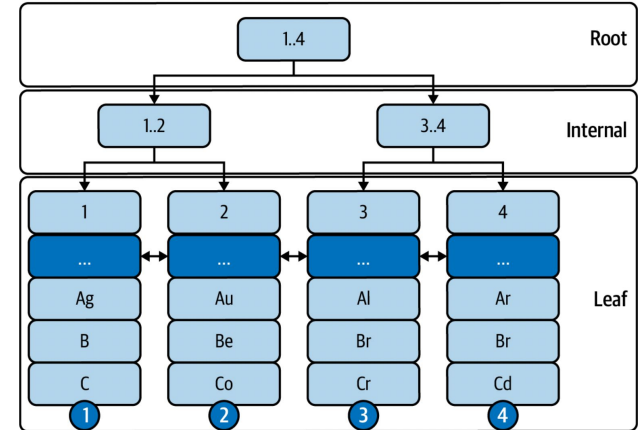 1..4
Root
1..2
3..4
Internal
1
2
3
4
...
...
...
...
Ag
Au
Al
Ar
Leaf
B
Be
Br
Br
C
Co
Cr
Cd
1
2
3
4